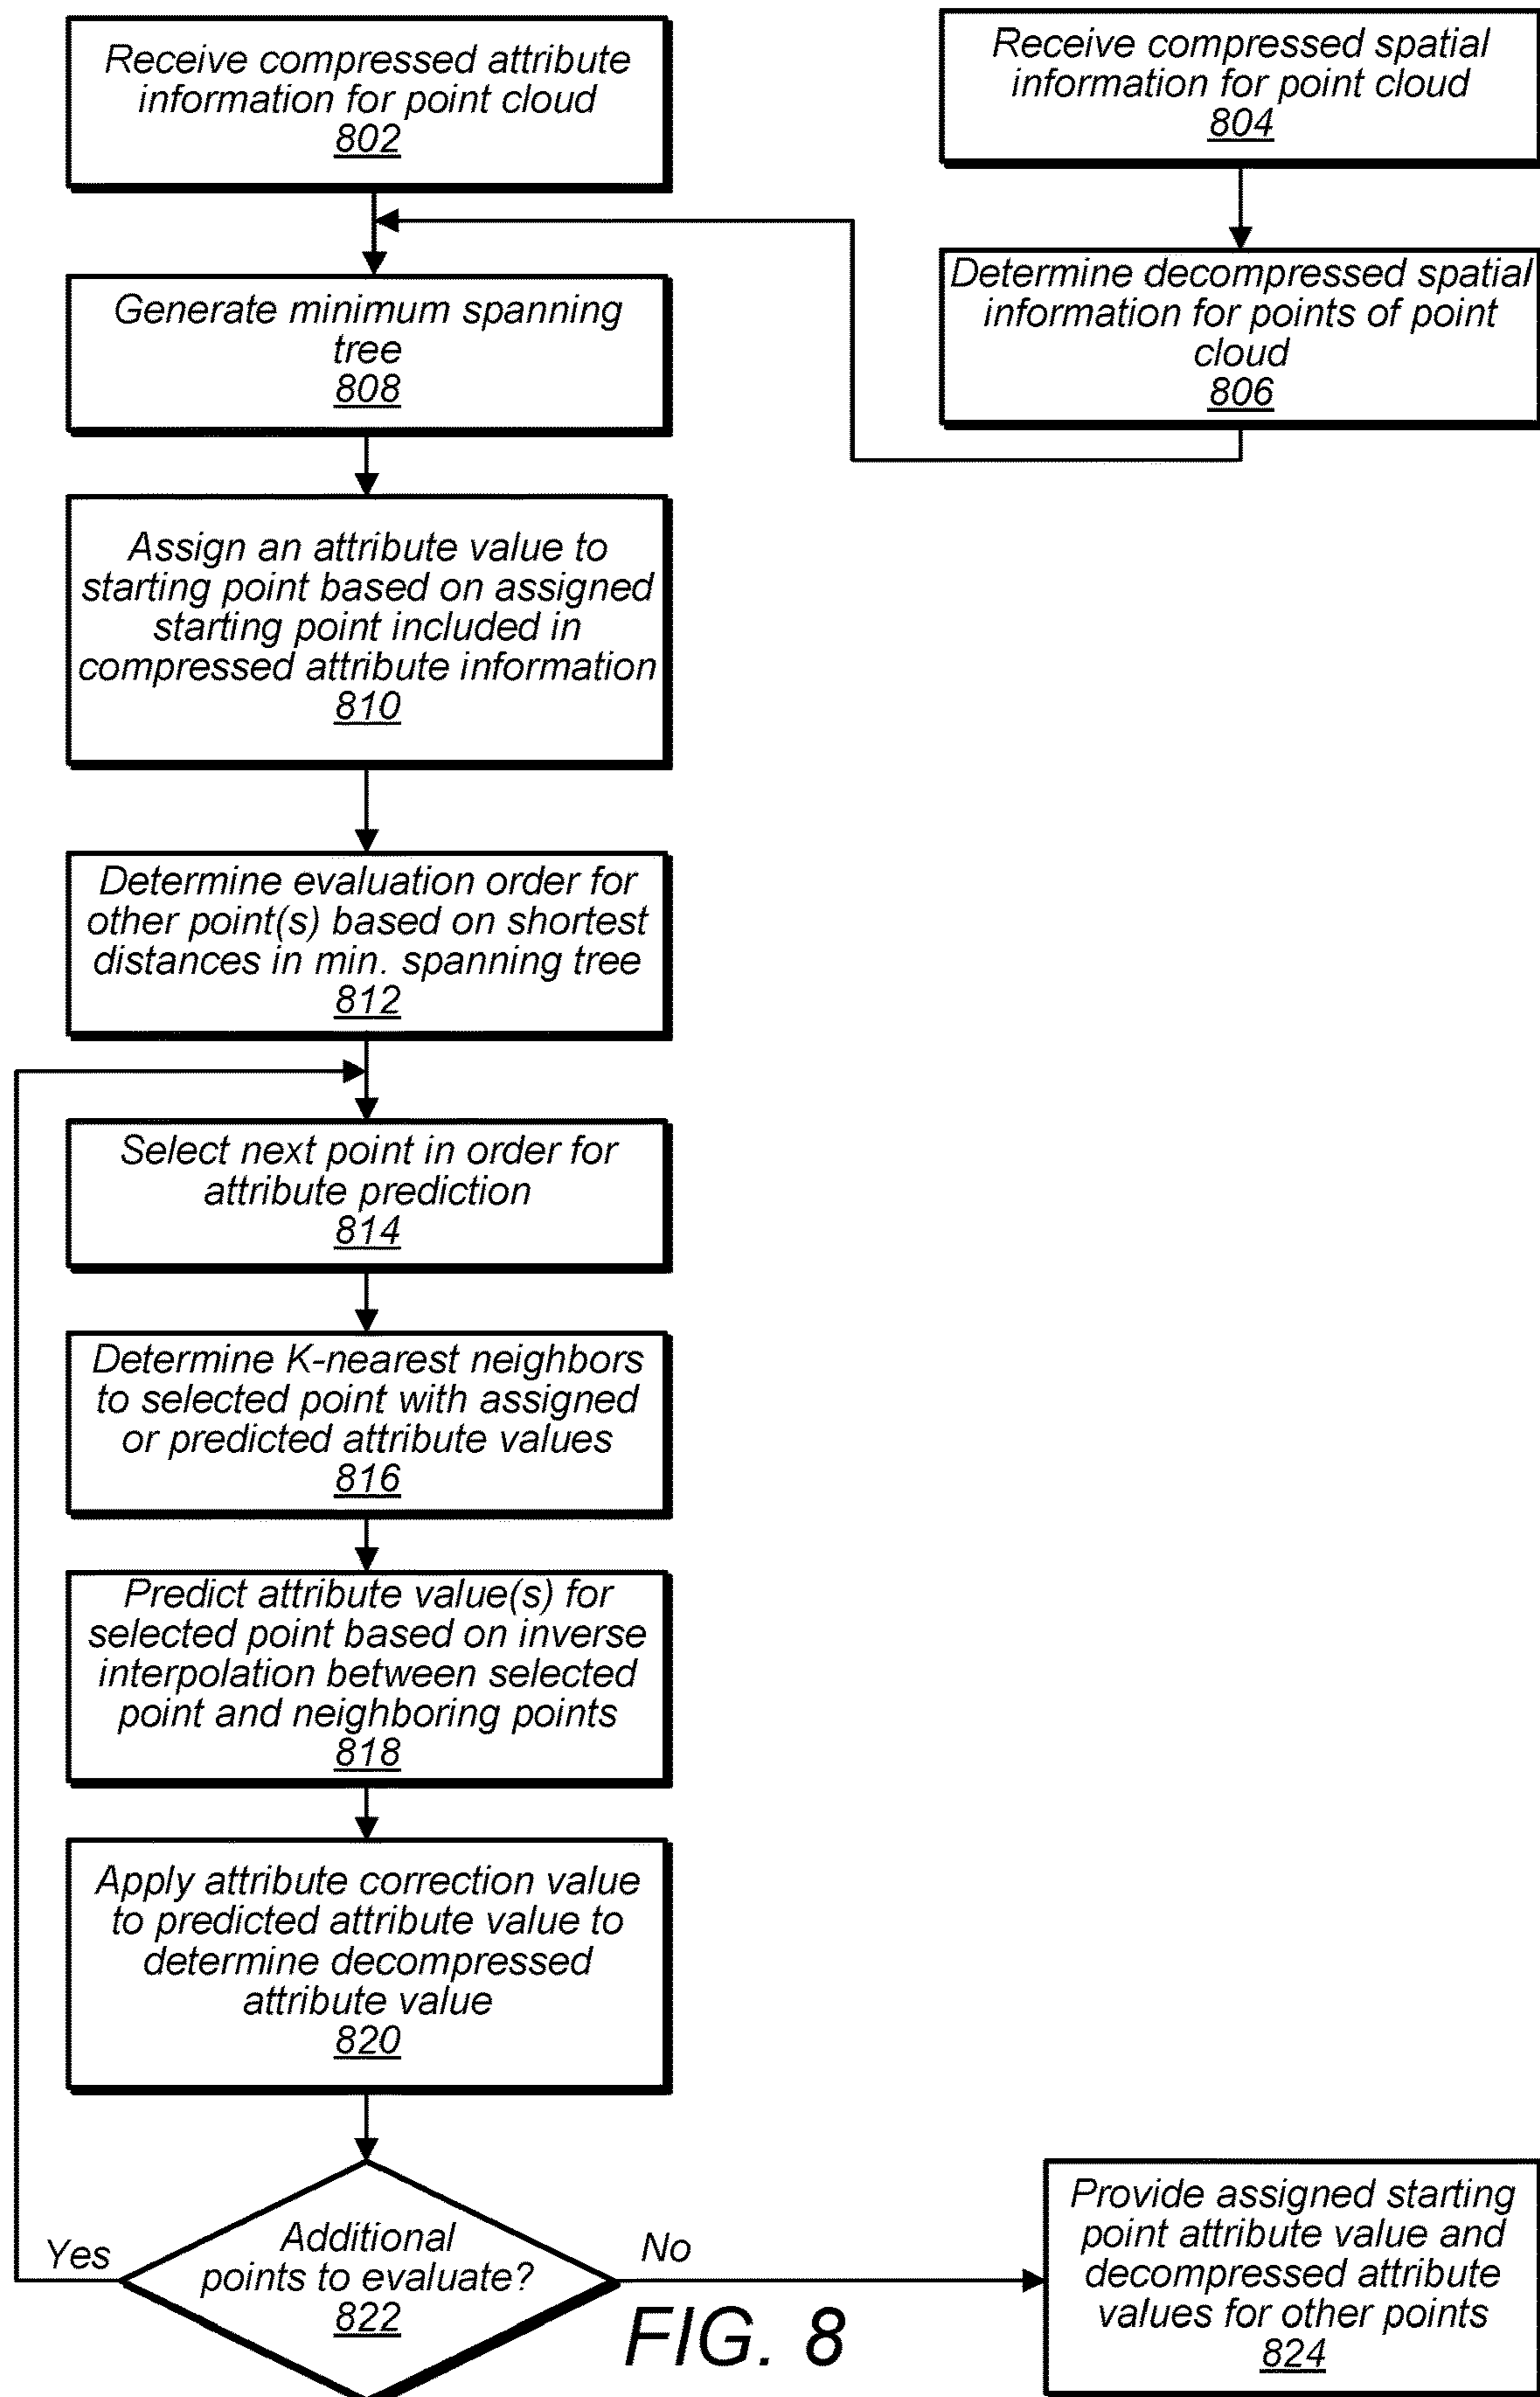 Receive compressed attribute
information for point cloud
802
Receive compressed spatial
information for point cloud
804
Determine decompressed spatial
information for points of point
cloud
806
Generate minimum spanning
tree
808
Assign an attribute value to
starting point based on assigned
starting point included in
compressed attribute information
810
Determine evaluation order for
other point(s) based on shortest
distances in min. spanning tree
812
Select next point in order for
attribute prediction
814
Determine K-nearest neighbors
to selected point with assigned
or predicted attribute values
816
Predict attribute value(s) for
selected point based on inverse
interpolation between selected
point and neighboring points
818
Apply attribute correction value
to predicted attribute value to
determine decompressed
attribute value
820
Yes
Additional
points to evaluate?
822
No
Provide assigned starting
point attribute value and
decompressed attribute
values for other points
824
FIG. 8